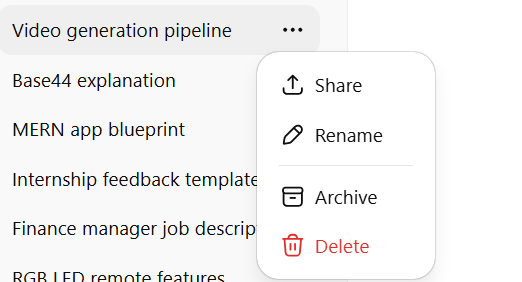 Video generation pipeline
Base44 explanation
MERN app blueprint
Internship feedback template
Finance manager job descrip
RGB LED remote features
Share
Rename
Archive
Delete